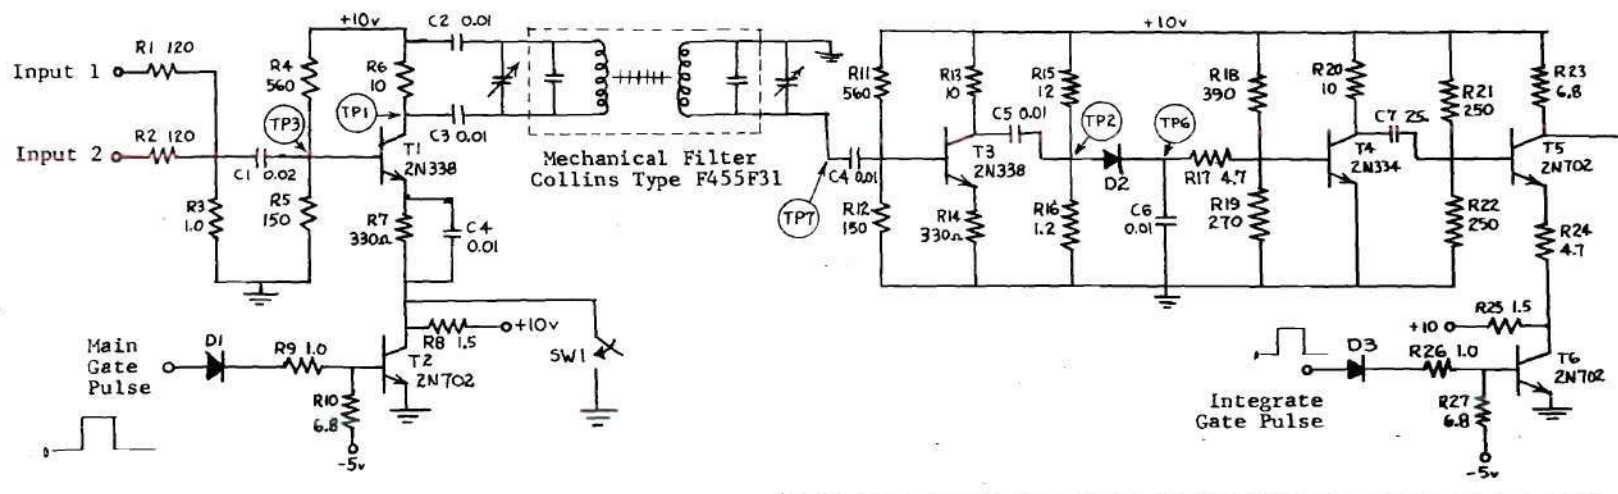 +10v
C2 0.01
R1 120
Input 1
R4
560
R6
10
TP3
TP1
C3 0.01
R2 120
Input 2
C1 0.02
T1
2N338
Mechanical Filter
Collins Type F455F31
R3
1.0
R5
150
R7
330Ω
C4
0.01
R8 1.5
+10v
SW1
Main
Gate
Pulse
D1
R9 1.0
T2
2N702
R10
6.8
-5v
0
+10v
R11
560
R13
10
R15
12
C5 0.01
TP2
TP6
R18
390
R20
10
R21
250
R23
6.8
C7 25
T3
2N338
D2
R17 4.7
T4
2N334
T5
2N702
C4 0.01
TP7
R12
150
R14
330Ω
R16
1.2
C6
0.01
R19
270
R22
250
R24
4.7
R25 1.5
+10
D3
R26 1.0
T6
2N702
Integrate
Gate Pulse
R27
6.8
-5v